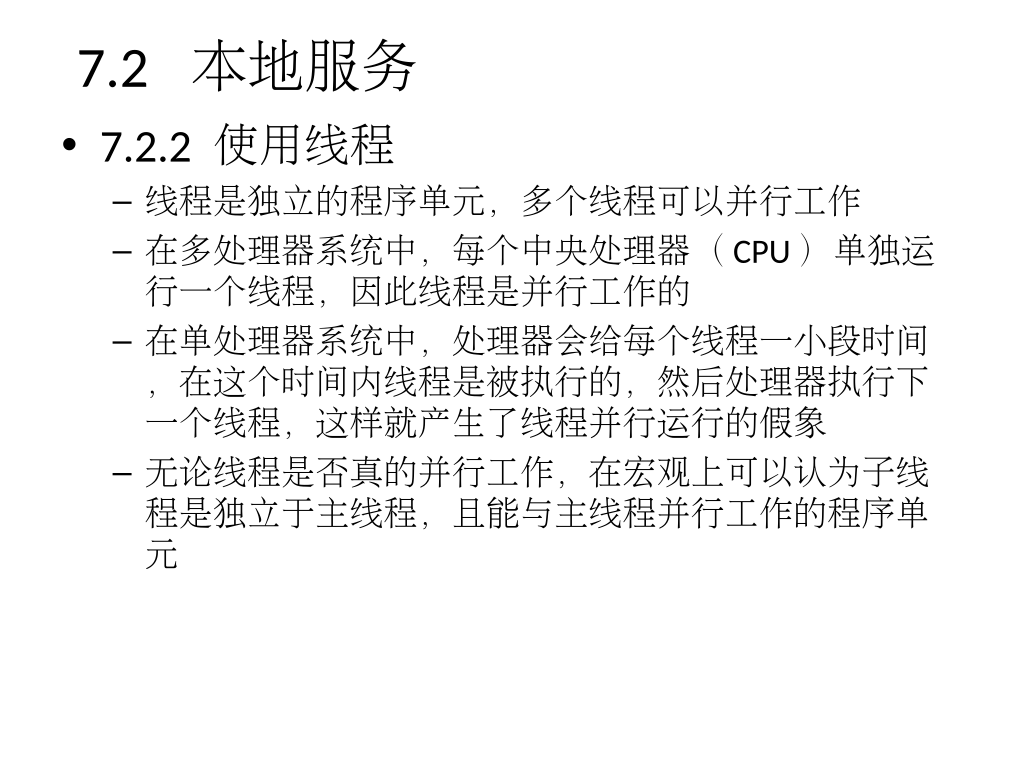 7.2 本地服务
• 7.2.2 使用线程
– 线程是独立的程序单元，多个线程可以并行工作
– 在多处理器系统中，每个中央处理器（CPU）单独运
行一个线程，因此线程是并行工作的
– 在单处理器系统中，处理器会给每个线程一小段时间
，在这个时间内线程是被执行的，然后处理器执行下
一个线程，这样就产生了线程并行运行的假象
– 无论线程是否真的并行工作，在宏观上可以认为子线
程是独立于主线程，且能与主线程并行工作的程序单
元